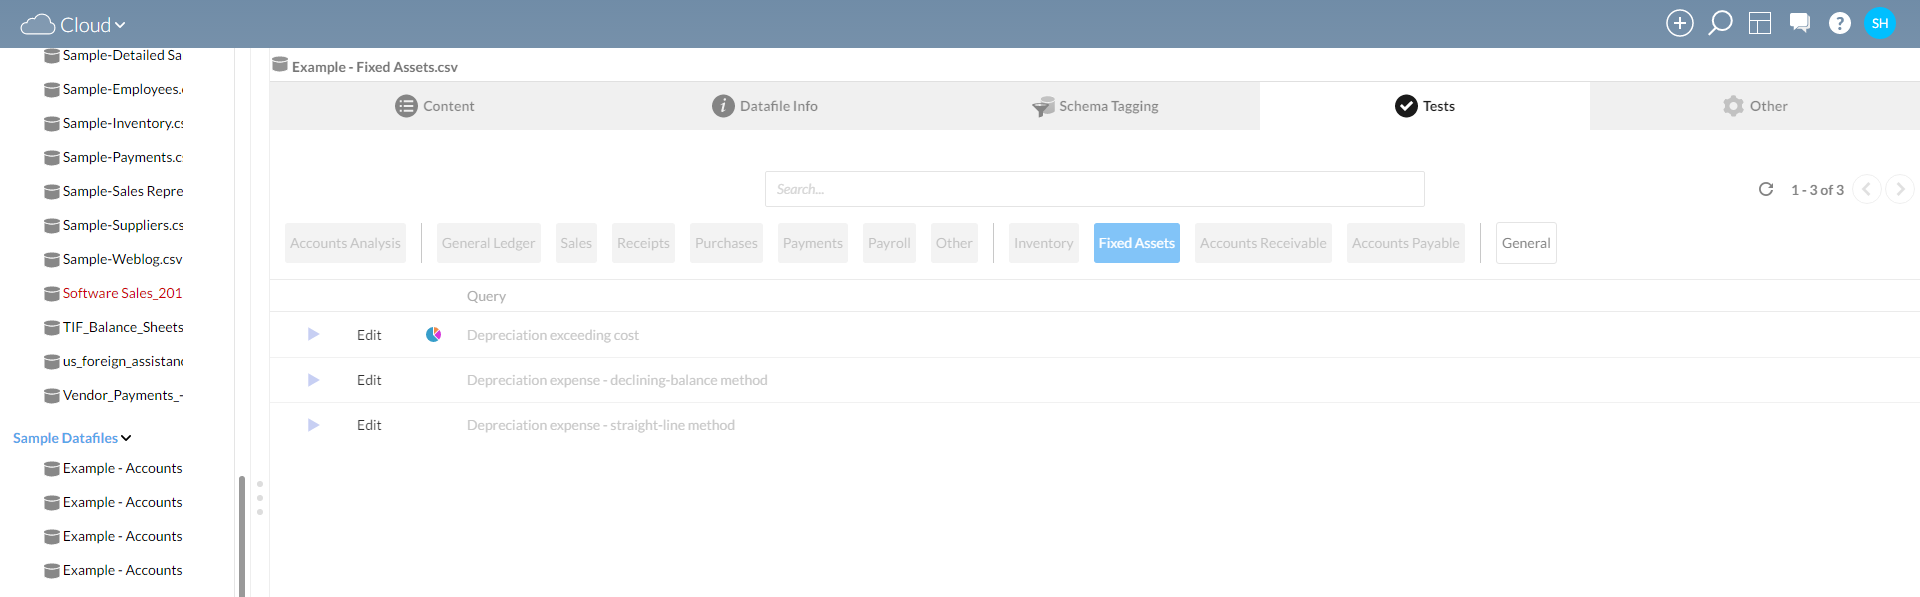 Cloud
SH
Sample-Detailed Sa
Sample-Employees.
Sample-Inventory.cs
Sample-Payments.cs
Sample-Sales Repre
Sample-Suppliers.cs
Sample-Weblog.csv
Software Sales_201
TIF_Balance_Sheets
us_foreign_assistanc
Vendor_Payments_-
Sample Datafiles
Example - Accounts
Example - Accounts
Example - Accounts
Example - Accounts
Example - Fixed Assets.csv
Content Datafile Info Schema Tagging Tests Other
Search...
1 - 3 of 3
Accounts Analysis General Ledger Sales Receipts Purchases Payments Payroll Other Inventory Fixed Assets Accounts Receivable Accounts Payable General
Query
Edit Depreciation exceeding cost
Edit Depreciation expense - declining-balance method
Edit Depreciation expense - straight-line method